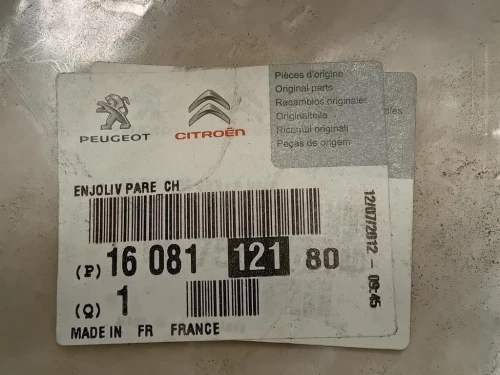 PEUGEOT
CITROËN
Pièces d'origine
Original parts
Recambios originales
Originalteile
Ricambi originali
Peças de origem
ales
ENJOLIV PARE CH
(P) 16 081 121 80
(Q) 1
MADE IN FR FRANCE
12/07/2012 - 09:45